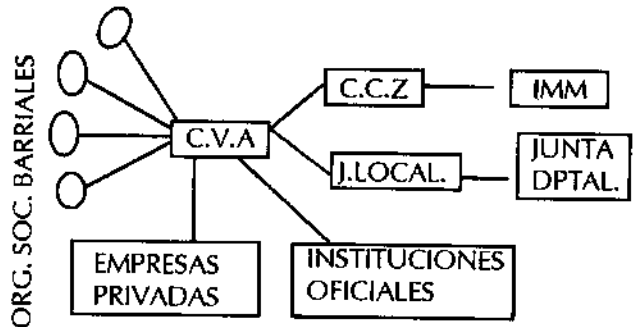 ORG. SOC. BARRIALES
C.V.A
C.C.Z
IMM
J.LOCAL.
JUNTA
DPTAL.
EMPRESAS
PRIVADAS
INSTITUCIONES
OFICIALES